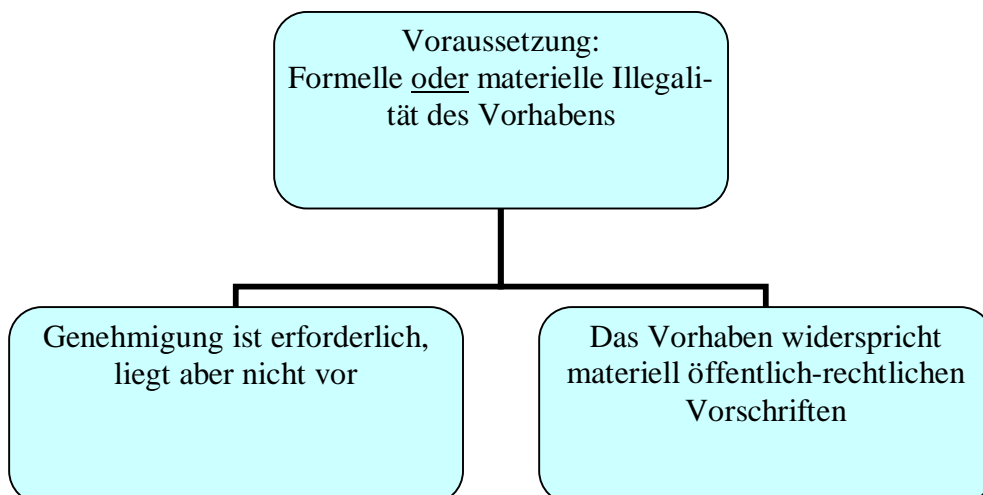 Voraussetzung:
Formelle oder materielle Illegali-
tät des Vorhabens
Genehmigung ist erforderlich,
liegt aber nicht vor
Das Vorhaben widerspricht
materiell öffentlich-rechtlichen
Vorschriften